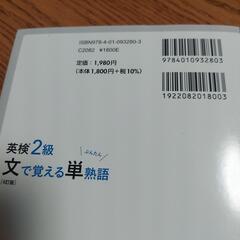 ISBN978-4-01-093280-3
C2082 ¥1800E
定価：1,980円
(本体1,800円+税10%)
9784010932803
1922082018003
英検2級
ぶんたん
文で覚える単熟語
[4訂版]